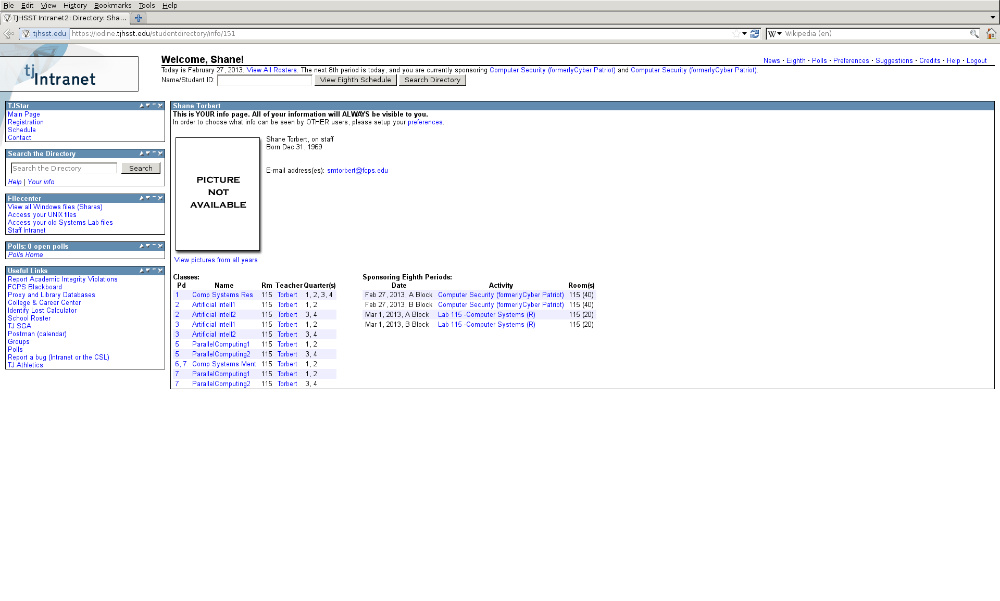 File Edit View History Bookmarks Tools Help
TJHSST Intranet2: Directory: Sha...
tjhsst.edu https://iodine.tjhsst.edu/studentdirectory/info/151 Wikipedia (en)
tj Intranet
Welcome, Shane!
News · Eighth · Polls · Preferences · Suggestions · Credits · Help · Logout
Today is February 27, 2013. View All Rosters. The next 8th period is today, and you are currently sponsoring Computer Security (formerlyCyber Patriot) and Computer Security (formerlyCyber Patriot).
Name/Student ID: View Eighth Schedule Search Directory
TJStar
Main Page
Registration
Schedule
Contact
Search the Directory
Search the Directory Search
Help | Your info
Filecenter
View all Windows files (Shares)
Access your UNIX files
Access your old Systems Lab files
Staff Intranet
Polls: 0 open polls
Polls Home
Useful Links
Report Academic Integrity Violations
FCPS Blackboard
Proxy and Library Databases
College & Career Center
Identify Lost Calculator
School Roster
TJ SGA
Postman (calendar)
Groups
Polls
Report a bug (Intranet or the CSL)
TJ Athletics
Shane Torbert
This is YOUR info page. All of your information will ALWAYS be visible to you.
In order to choose what info can be seen by OTHER users, please setup your preferences.
PICTURE
NOT
AVAILABLE
Shane Torbert, on staff
Born Dec 31, 1969
E-mail address(es): smtorbert@fcps.edu
View pictures from all years
Classes:
Pd Name Rm Teacher Quarter(s)
1 Comp Systems Res 115 Torbert 1, 2, 3, 4
2 Artificial Intell1 115 Torbert 1, 2
2 Artificial Intell2 115 Torbert 3, 4
3 Artificial Intell1 115 Torbert 1, 2
3 Artificial Intell2 115 Torbert 3, 4
5 ParallelComputing1 115 Torbert 1, 2
5 ParallelComputing2 115 Torbert 3, 4
6, 7 Comp Systems Ment 115 Torbert 1, 2
7 ParallelComputing1 115 Torbert 1, 2
7 ParallelComputing2 115 Torbert 3, 4
Sponsoring Eighth Periods:
Date Activity Room(s)
Feb 27, 2013, A Block Computer Security (formerlyCyber Patriot) 115 (40)
Feb 27, 2013, B Block Computer Security (formerlyCyber Patriot) 115 (40)
Mar 1, 2013, A Block Lab 115 -Computer Systems (R) 115 (20)
Mar 1, 2013, B Block Lab 115 -Computer Systems (R) 115 (20)